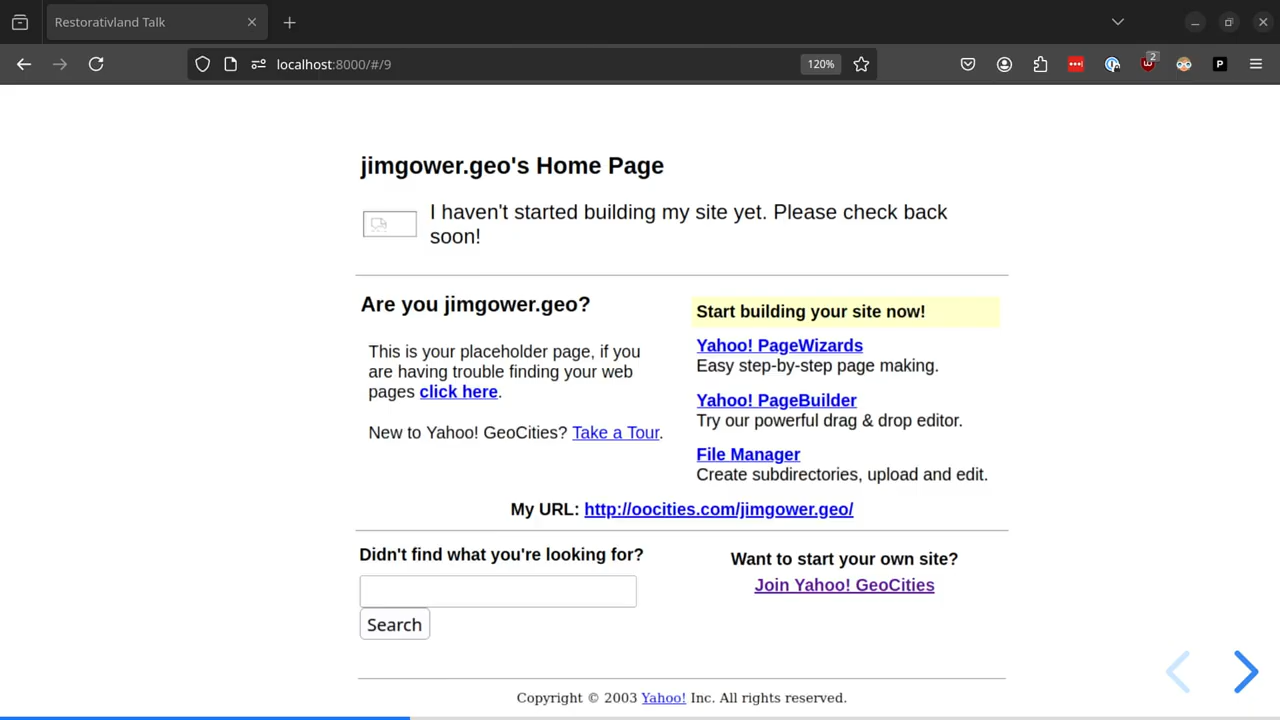 Restorativland Talk
localhost:8000/#/9
120%
2
P
jimgower.geo's Home Page
I haven't started building my site yet. Please check back
soon!
Are you jimgower.geo?
This is your placeholder page, if you
are having trouble finding your web
pages click here.
New to Yahoo! GeoCities? Take a Tour.
Start building your site now!
Yahoo! PageWizards
Easy step-by-step page making.
Yahoo! PageBuilder
Try our powerful drag & drop editor.
File Manager
Create subdirectories, upload and edit.
My URL: http://oocities.com/jimgower.geo/
Didn't find what you're looking for?
Search
Want to start your own site?
Join Yahoo! GeoCities
Copyright © 2003 Yahoo! Inc. All rights reserved.